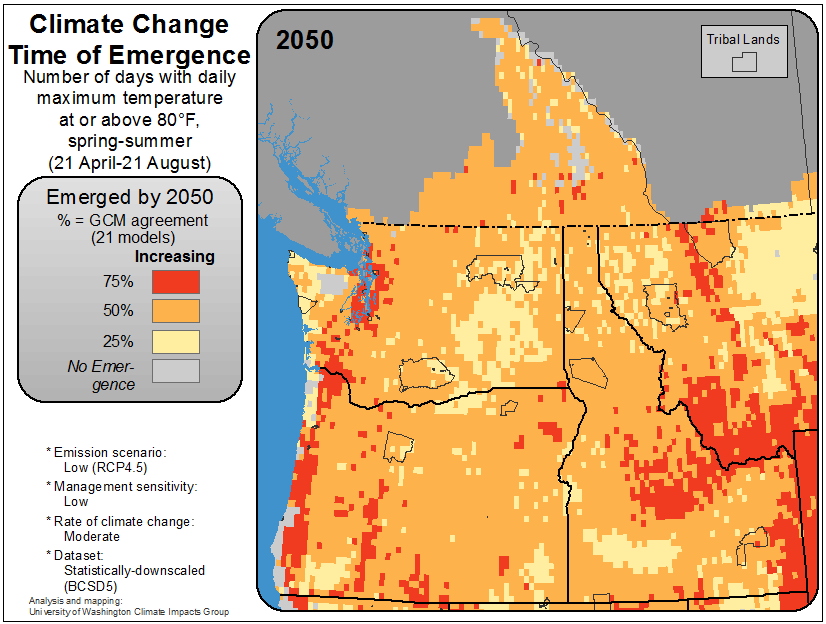 Climate Change
Time of Emergence
Number of days with daily
maximum temperature
at or above 80°F,
spring-summer
(21 April-21 August)
Emerged by 2050
% = GCM agreement
(21 models)
Increasing
75%
50%
25%
No Emer-
gence
* Emission scenario:
Low (RCP4.5)
* Management sensitivity:
Low
* Rate of climate change:
Moderate
* Dataset:
Statistically-downscaled
(BCSD5)
Analysis and mapping:
University of Washington Climate Impacts Group
2050
Tribal Lands